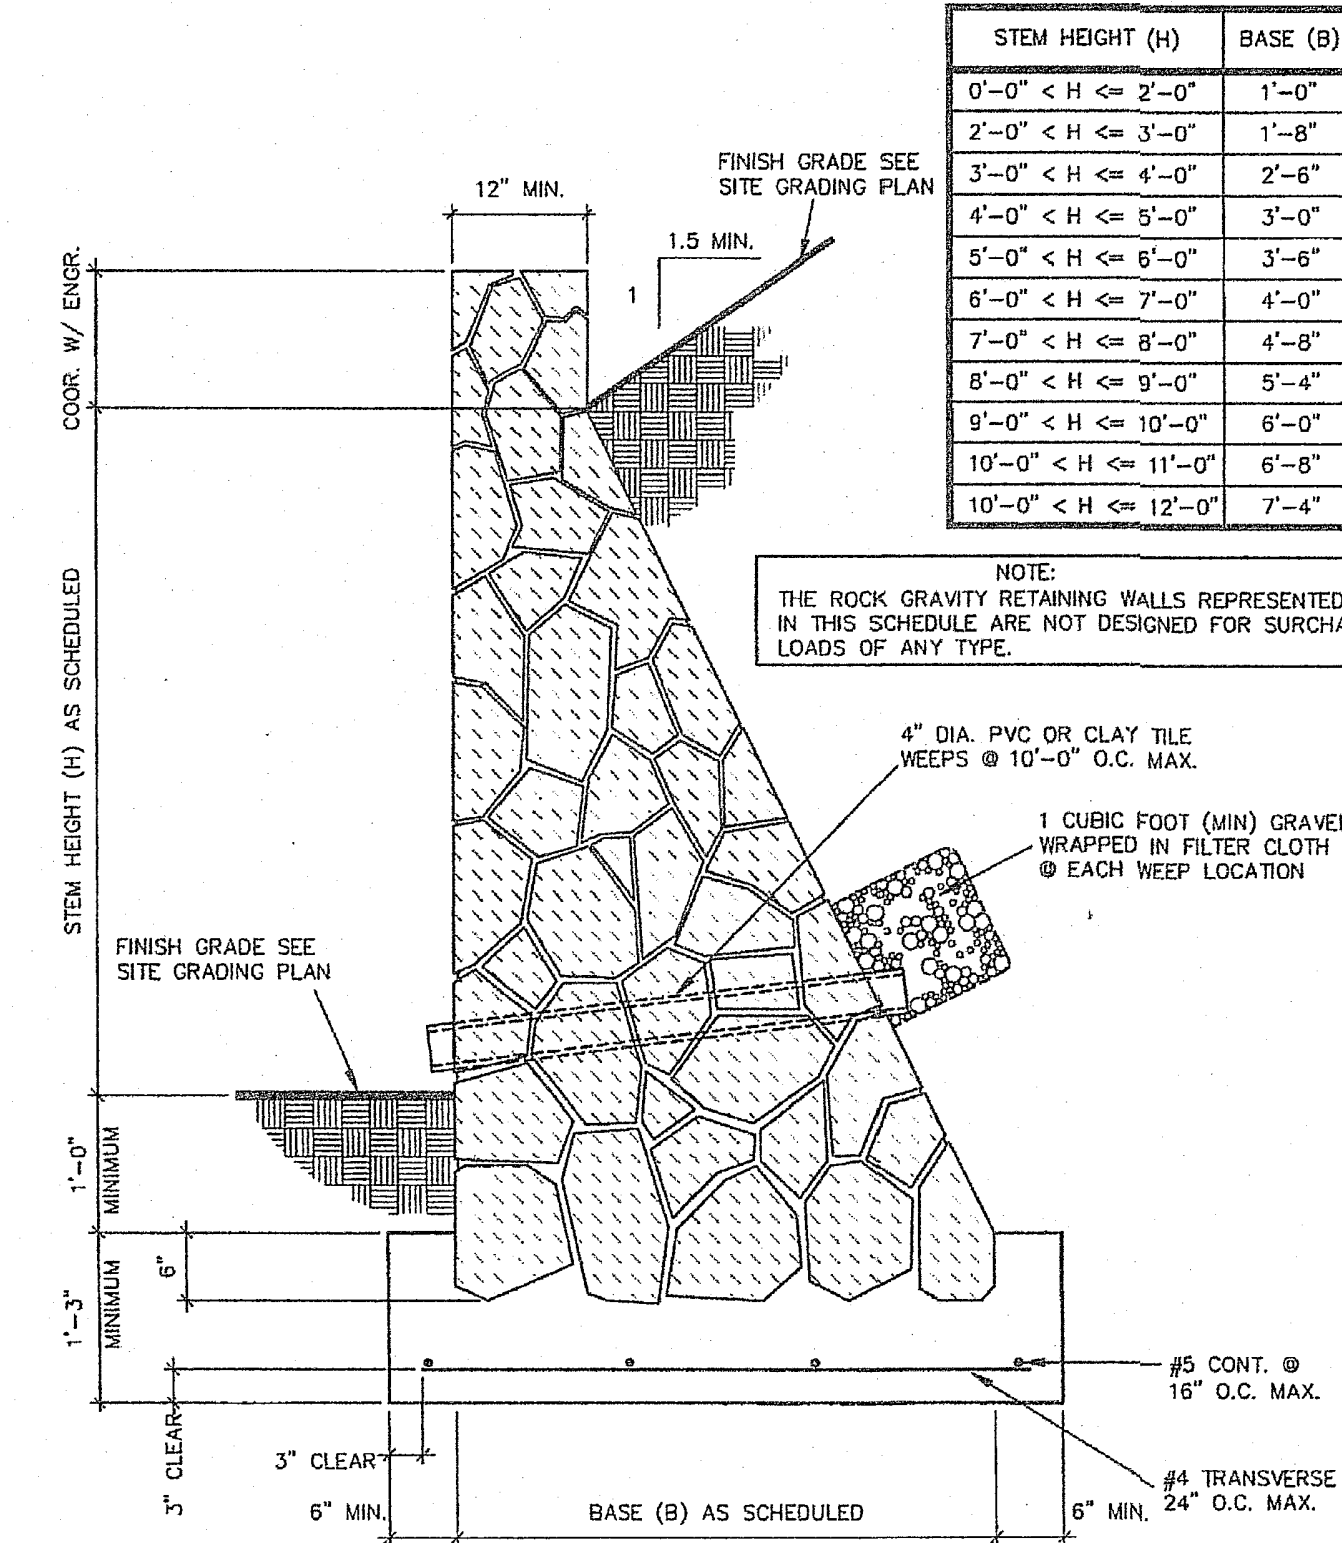 STEM HEIGHT (H) BASE (B)
0'-0" < H <= 2'-0" 1'-0"
2'-0" < H <= 3'-0" 1'-8"
3'-0" < H <= 4'-0" 2'-6"
4'-0" < H <= 5'-0" 3'-0"
5'-0" < H <= 6'-0" 3'-6"
6'-0" < H <= 7'-0" 4'-0"
7'-0" < H <= 8'-0" 4'-8"
8'-0" < H <= 9'-0" 5'-4"
9'-0" < H <= 10'-0" 6'-0"
10'-0" < H <= 11'-0" 6'-8"
10'-0" < H <= 12'-0" 7'-4"
FINISH GRADE SEE
SITE GRADING PLAN
12" MIN.
1.5 MIN.
1
COOR. W/ ENGR.
NOTE:
THE ROCK GRAVITY RETAINING WALLS REPRESENTED
IN THIS SCHEDULE ARE NOT DESIGNED FOR SURCHA
LOADS OF ANY TYPE.
STEM HEIGHT (H) AS SCHEDULED
4" DIA. PVC OR CLAY TILE
WEEPS @ 10'-0" O.C. MAX.
1 CUBIC FOOT (MIN) GRAVEL
WRAPPED IN FILTER CLOTH
@ EACH WEEP LOCATION
FINISH GRADE SEE
SITE GRADING PLAN
1'-0"
MINIMUM
6"
1'-3"
MINIMUM
#5 CONT. @
16" O.C. MAX.
3" CLEAR
3" CLEAR
#4 TRANSVERSE
24" O.C. MAX.
6" MIN.
BASE (B) AS SCHEDULED
6" MIN.